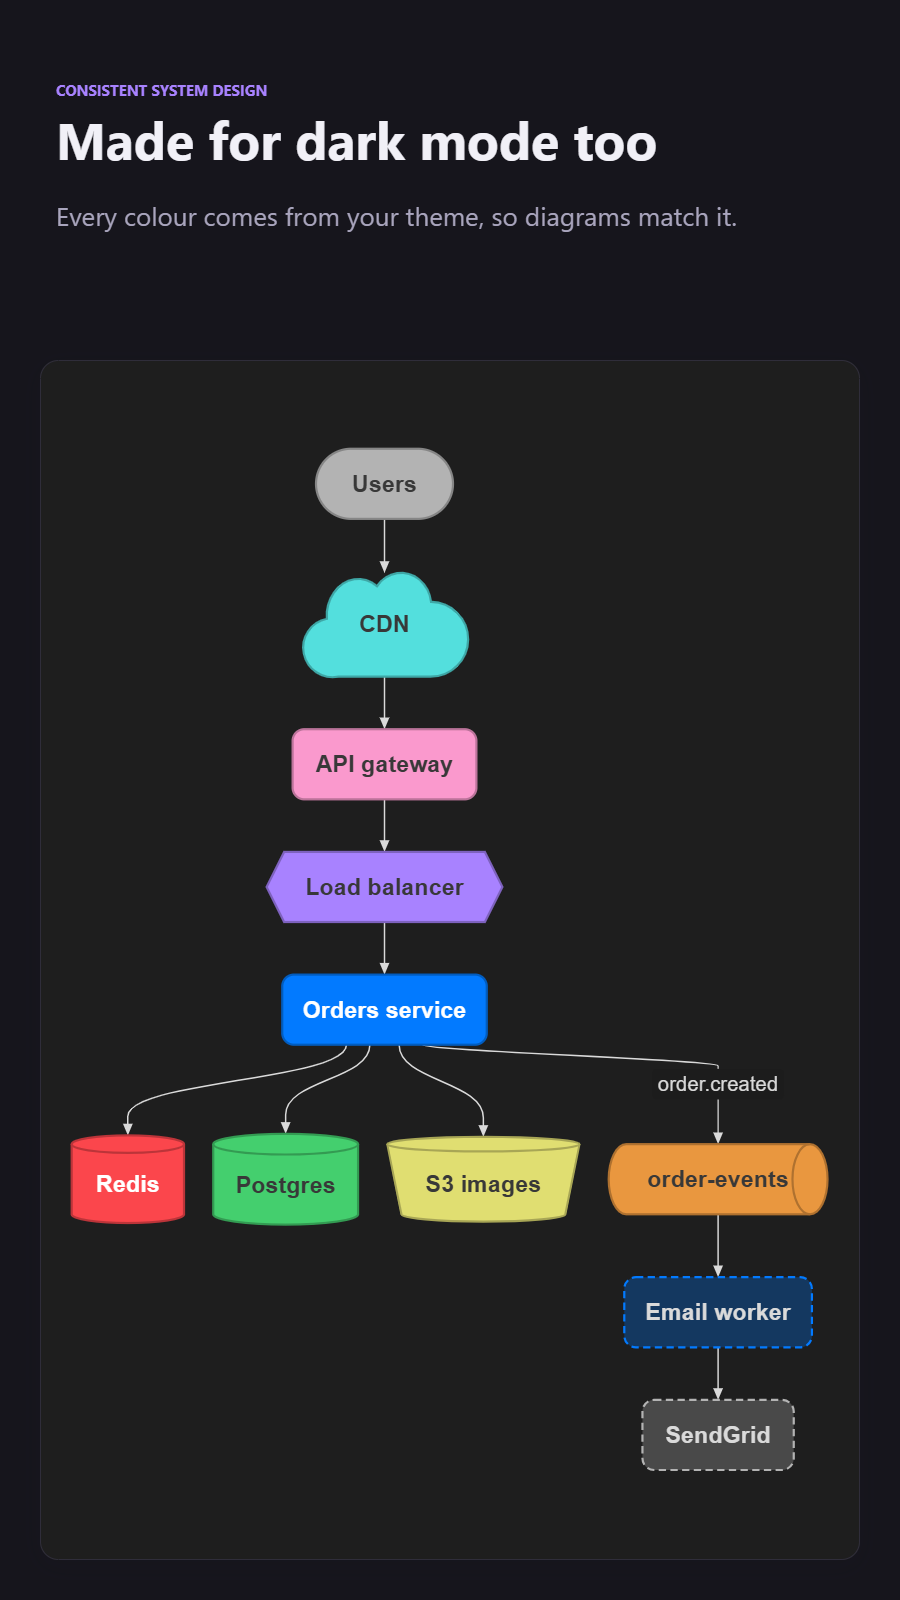 CONSISTENT SYSTEM DESIGN
Made for dark mode too
Every colour comes from your theme, so diagrams match it.
Users
CDN
API gateway
Load balancer
Orders service
order.created
Redis
Postgres
S3 images
order-events
Email worker
SendGrid